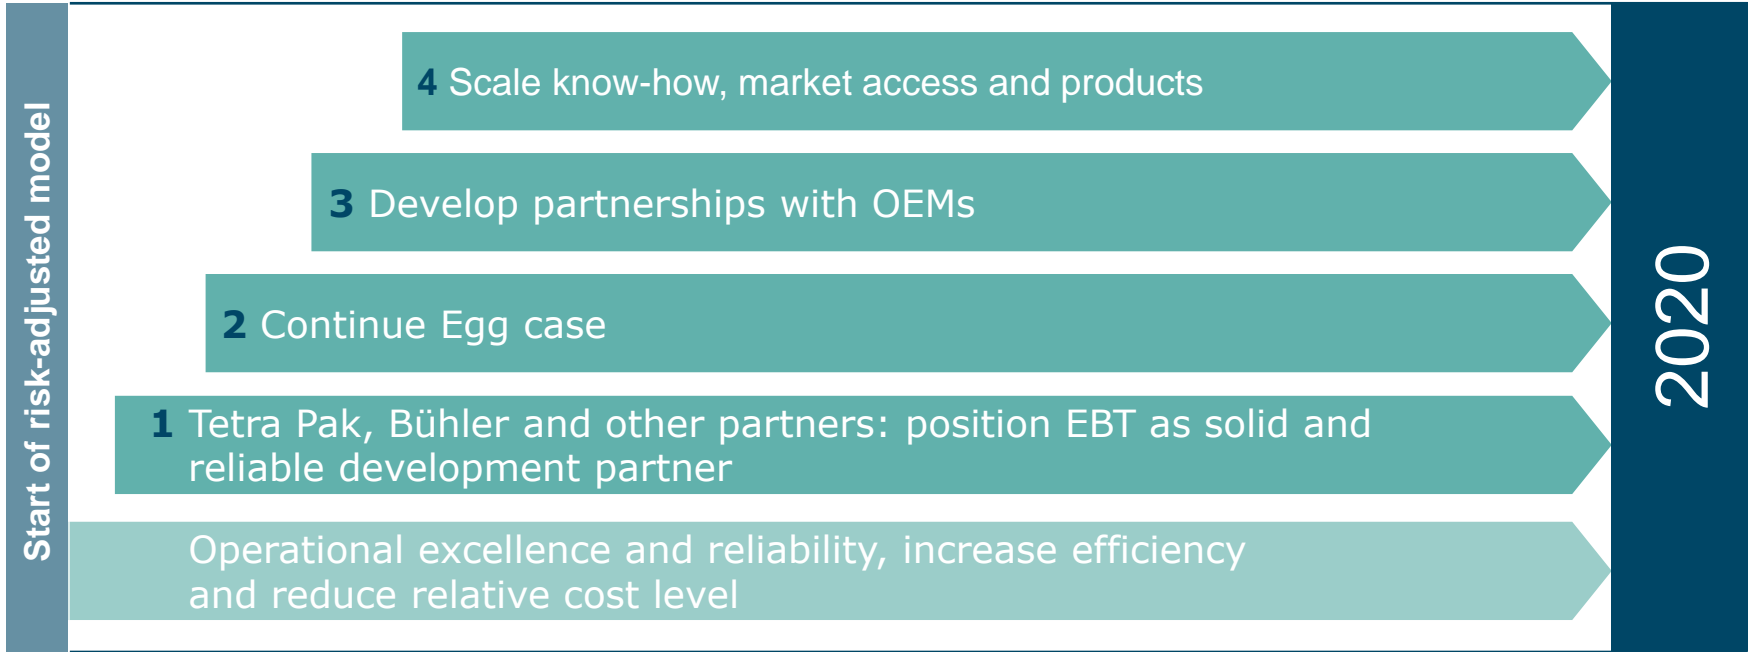 Start of risk-adjusted model
4 Scale know-how, market access and products
3 Develop partnerships with OEMs
2 Continue Egg case
1 Tetra Pak, Bühler and other partners: position EBT as solid and
reliable development partner
Operational excellence and reliability, increase efficiency
and reduce relative cost level
2020